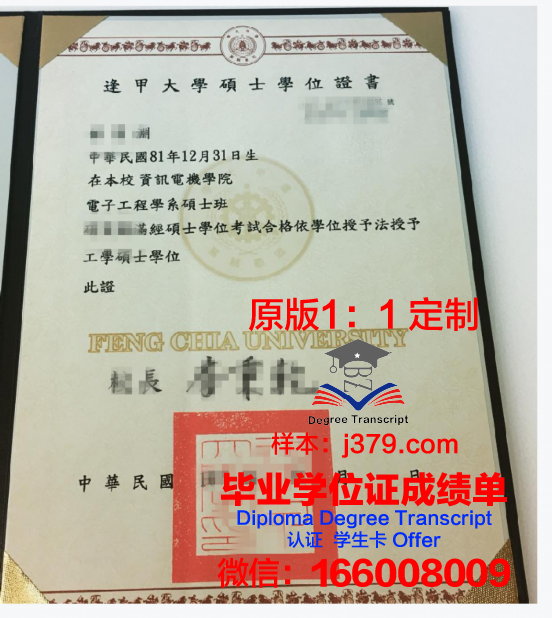 逢甲大學碩士學位證書
號
中華民國81年12月31日生
在本校 資訊電機學院
電子工程學系碩士班
經碩士學位考試合格依學位授予法授予
工學碩士學位
此證
原版1：1 定制
FENG CHIA UNIVERSITY
校長
Degree Transcript
样本：j379.com
中華民國 月 日
毕业学位证成绩单
Diploma Degree Transcript
认证 学生卡 Offer
微信：166008009